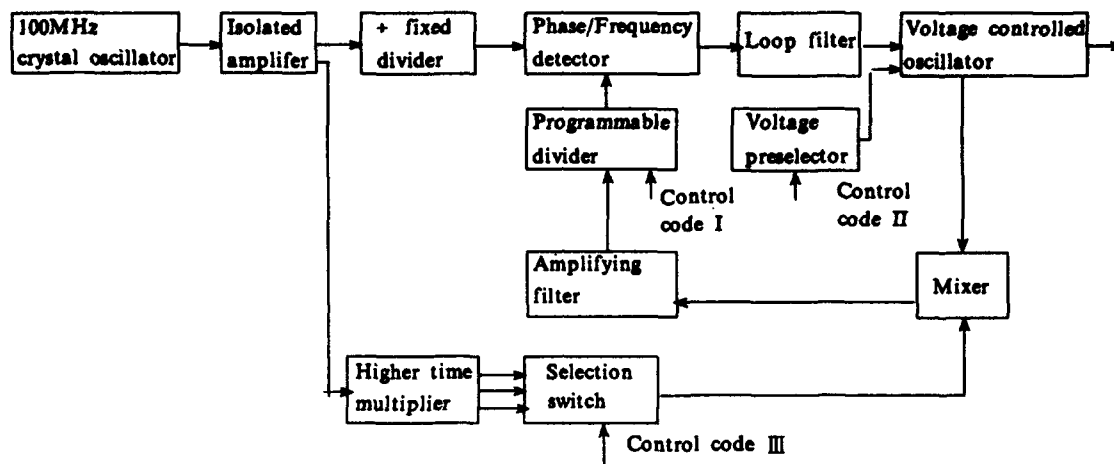 100MHz
crystal oscillator
Isolated
amplifer
+ fixed
divider
Phase/Frequency
detector
Loop filter
Voltage controlled
oscillator
Programmable
divider
Voltage
preselector
Control
code I
Control
code II
Amplifying
filter
Mixer
Higher time
multiplier
Selection
switch
Control code III